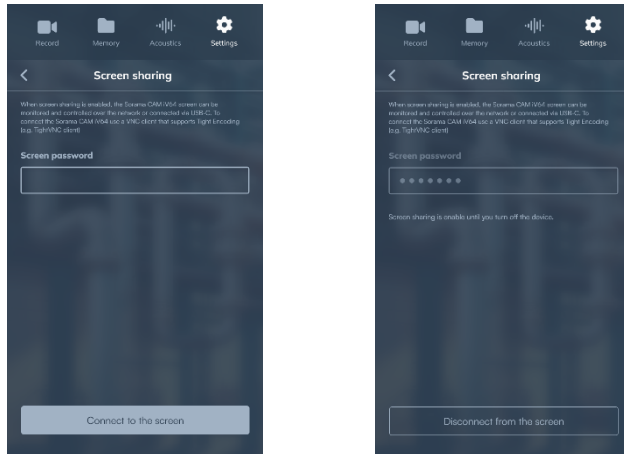 Record Memory Acoustics Settings
Screen sharing
When screen sharing is enabled, the Sorama CAM iV64 screen can be
monitored and controlled over the network or connected via USB-C. To
connect the Sorama CAM iV64 use a VNC client that supports Tight Encoding
(e.g. TightVNC client)
Screen password
Connect to the screen
Record Memory Acoustics Settings
Screen sharing
When screen sharing is enabled, the Sorama CAM iV64 screen can be
monitored and controlled over the network or connected via USB-C. To
connect the Sorama CAM iV64 use a VNC client that supports Tight Encoding
(e.g. TightVNC client)
Screen password
Screen sharing is enable until you turn off the device.
Disconnect from the screen